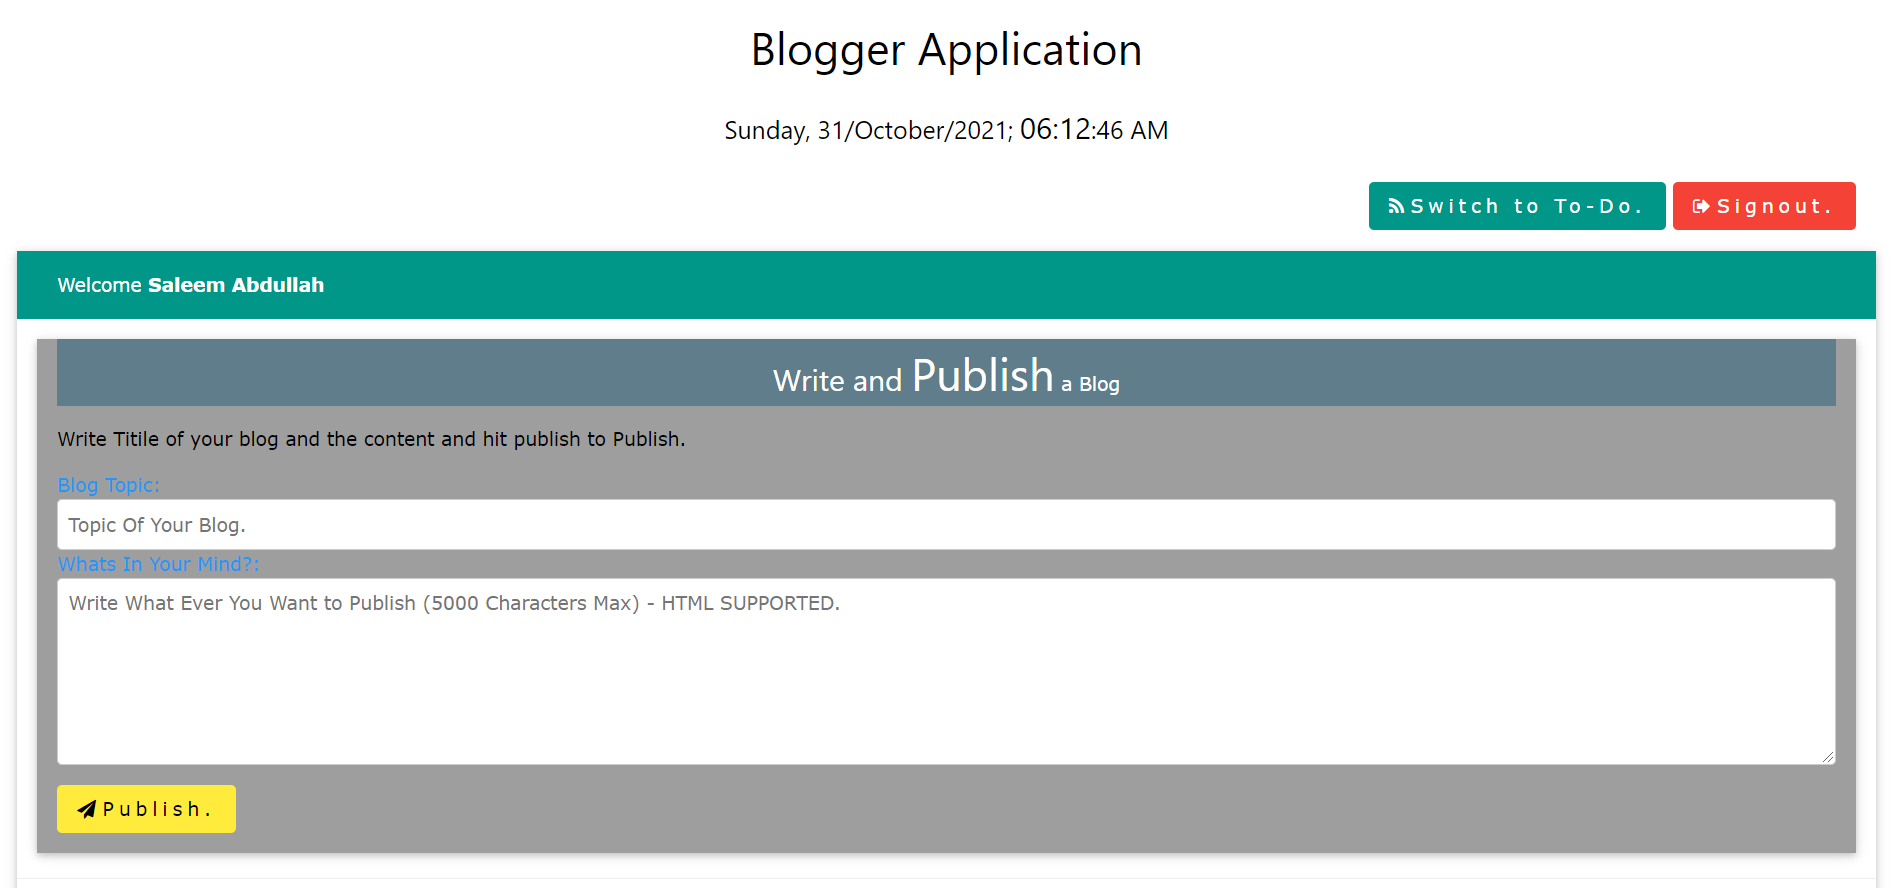 Blogger Application
Sunday, 31/October/2021; 06:12:46 AM
Switch to To-Do. Signout.
Welcome Saleem Abdullah
Write and Publish a Blog
Write Titile of your blog and the content and hit publish to Publish.
Blog Topic:
Topic Of Your Blog.
Whats In Your Mind?:
Write What Ever You Want to Publish (5000 Characters Max) - HTML SUPPORTED.
Publish.